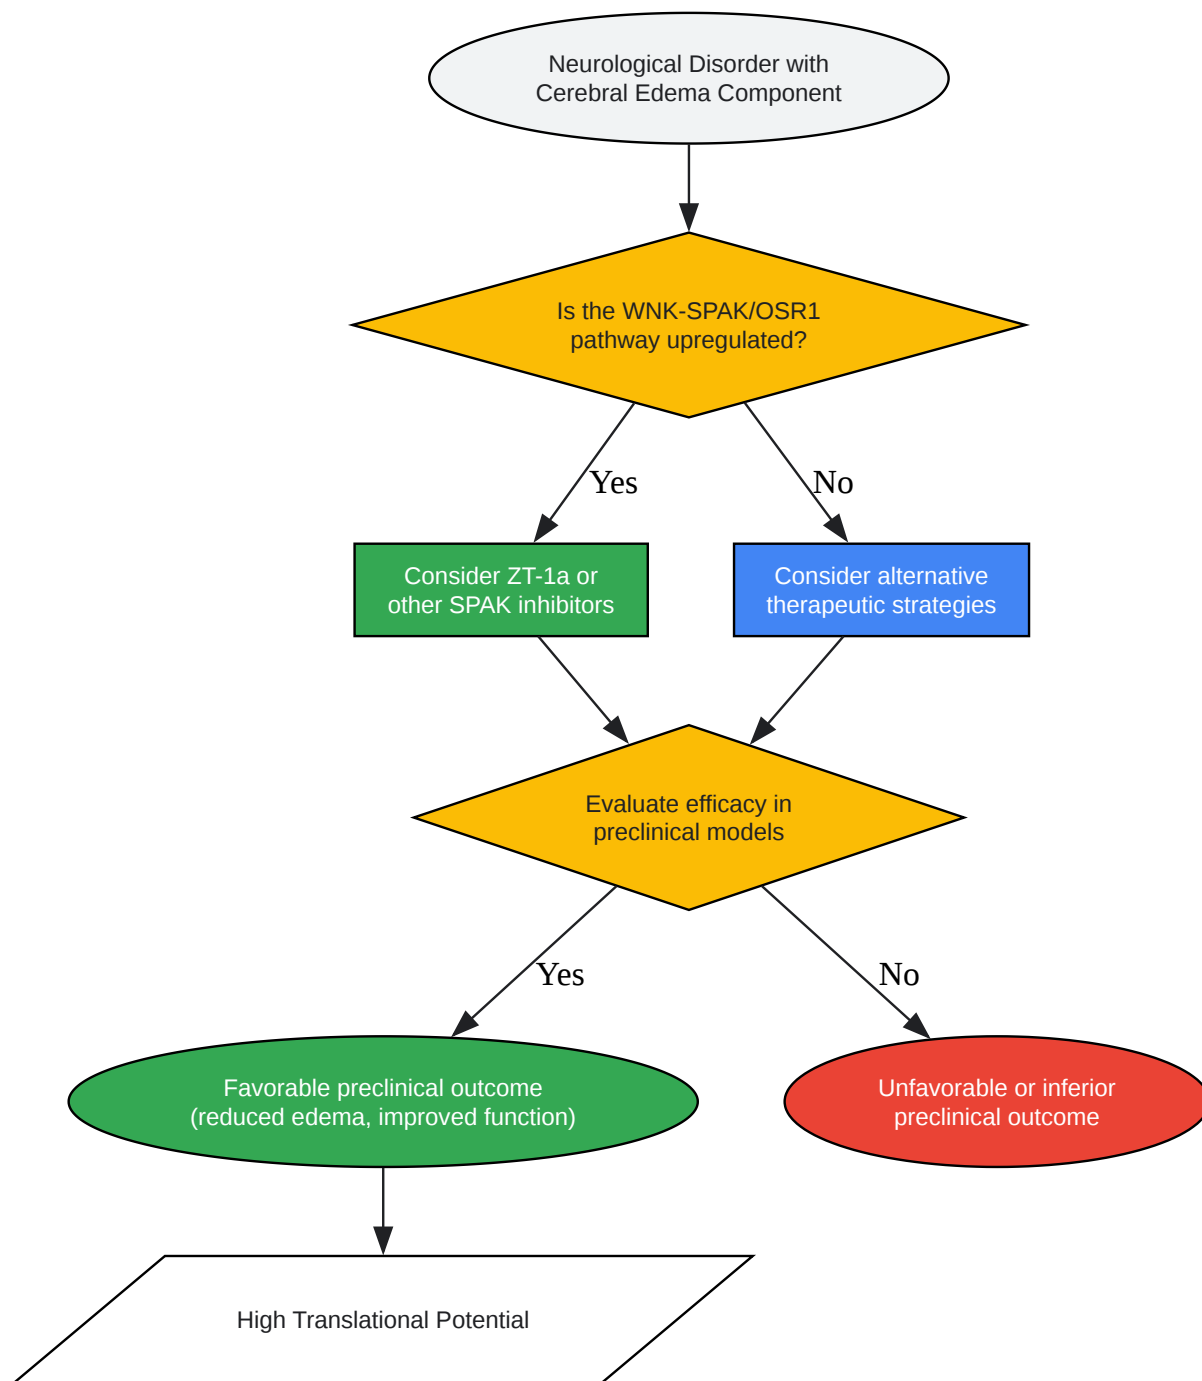 Neurological Disorder with
Cerebral Edema Component
Is the WNK-SPAK/OSR1
pathway upregulated?
Yes
No
Consider ZT-1a or
other SPAK inhibitors
Consider alternative
therapeutic strategies
Evaluate efficacy in
preclinical models
Yes
No
Favorable preclinical outcome
(reduced edema, improved function)
Unfavorable or inferior
preclinical outcome
High Translational Potential